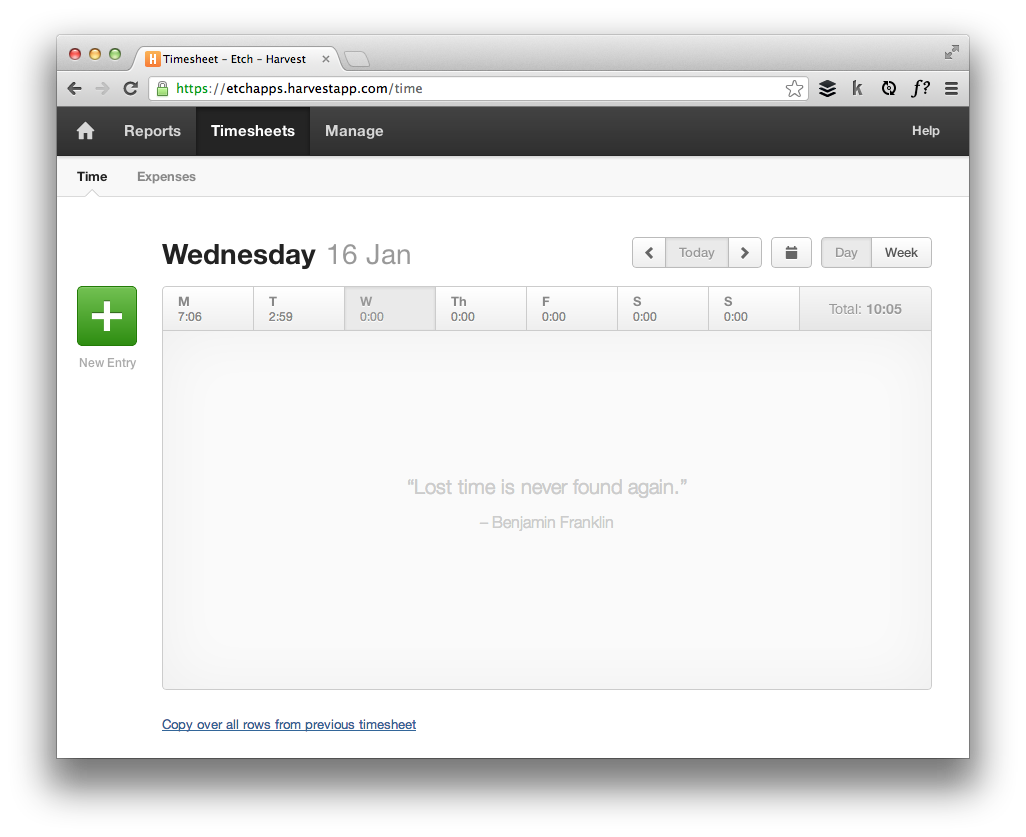 H Timesheet – Etch – Harvest
https://etchapps.harvestapp.com/time
k f?
Reports Timesheets Manage Help
Time Expenses
Wednesday 16 Jan
Today Day Week
M T W Th F S S
7:06 2:59 0:00 0:00 0:00 0:00 0:00 Total: 10:05
New Entry
“Lost time is never found again.”
– Benjamin Franklin
Copy over all rows from previous timesheet